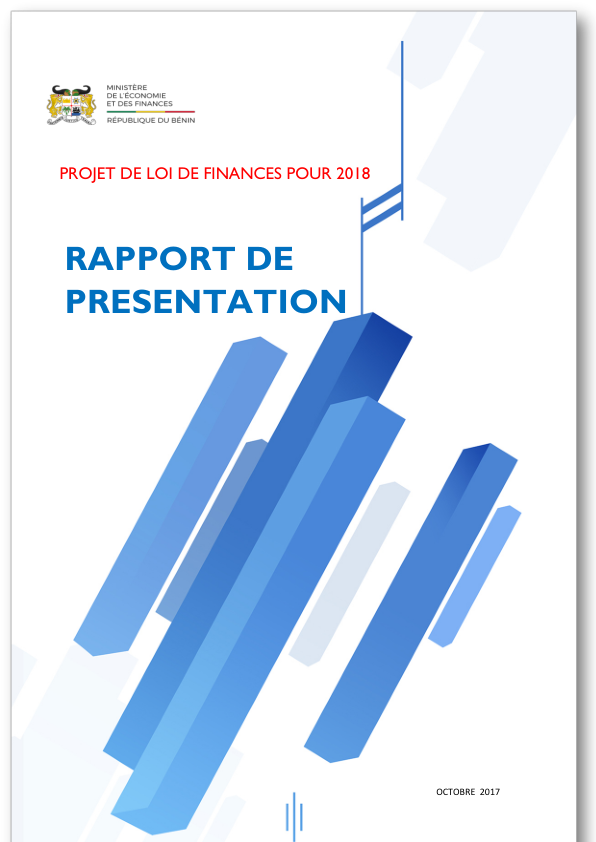 MINISTÈRE
DE L'ÉCONOMIE
ET DES FINANCES
RÉPUBLIQUE DU BÉNIN
PROJET DE LOI DE FINANCES POUR 2018
RAPPORT DE
PRESENTATION
OCTOBRE 2017